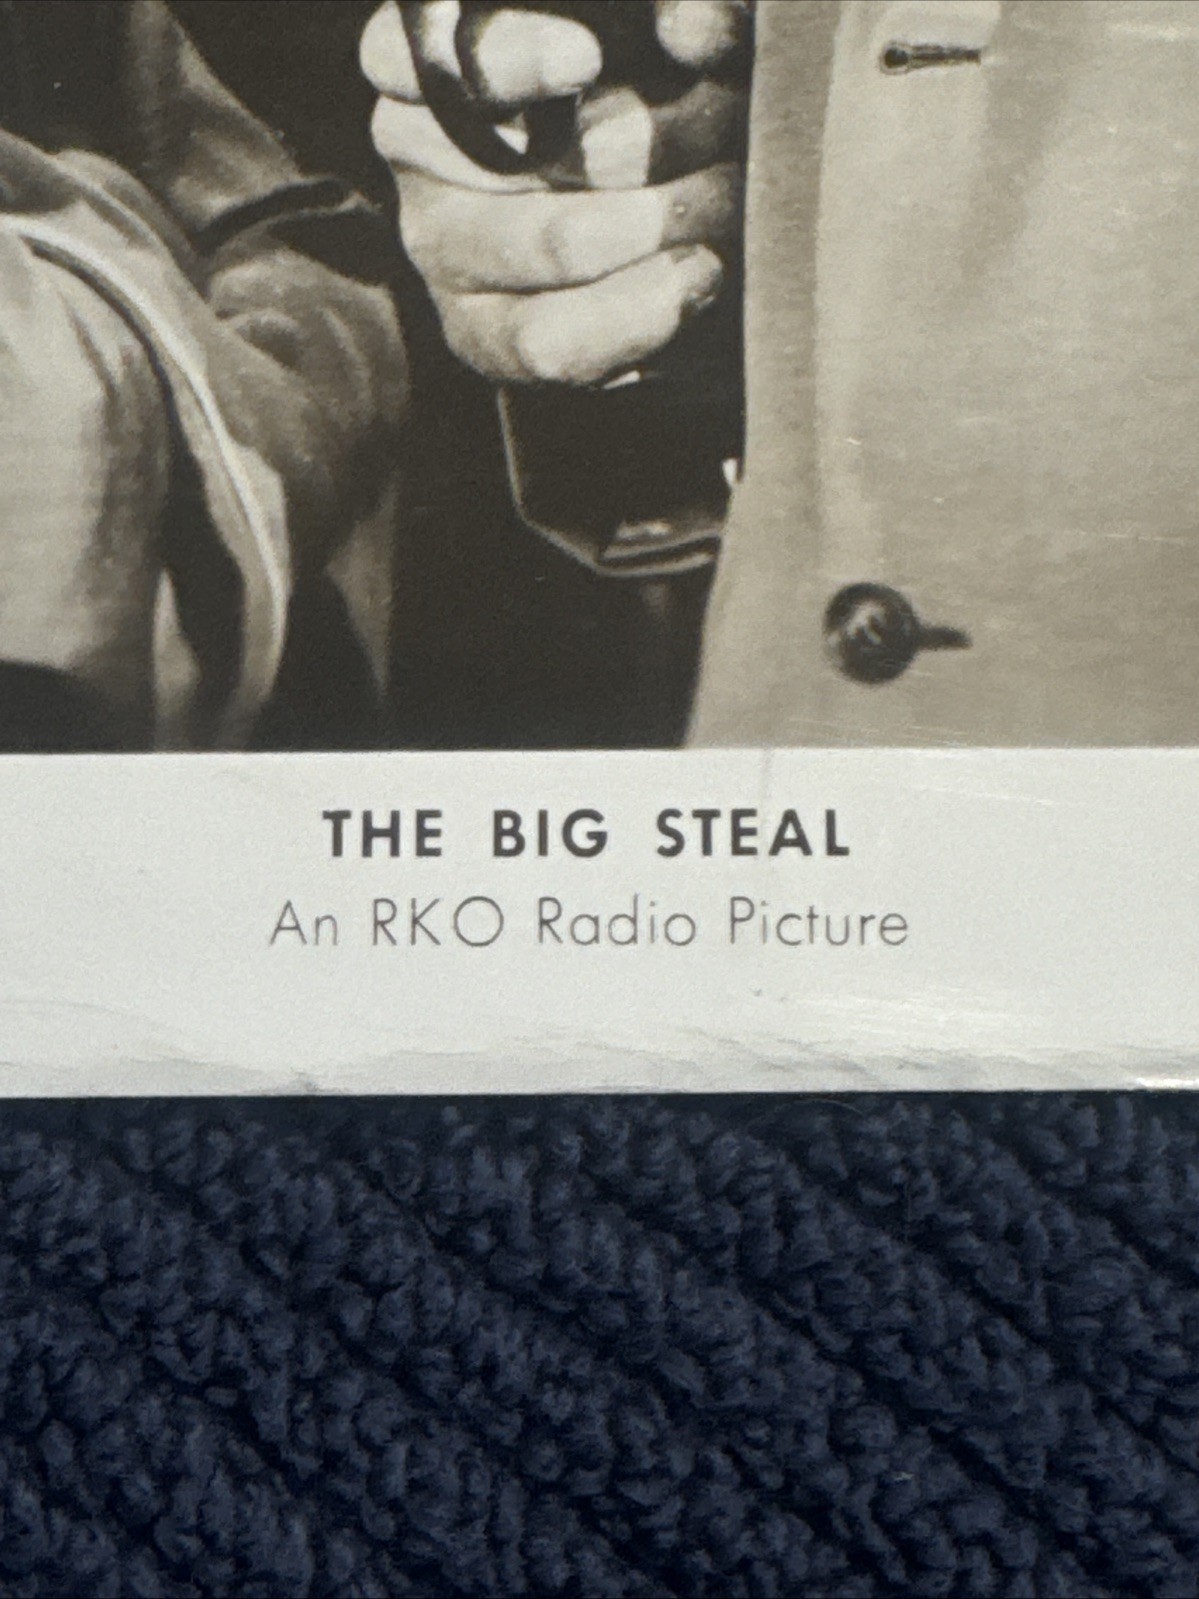 THE BIG STEAL
An RKO Radio Picture